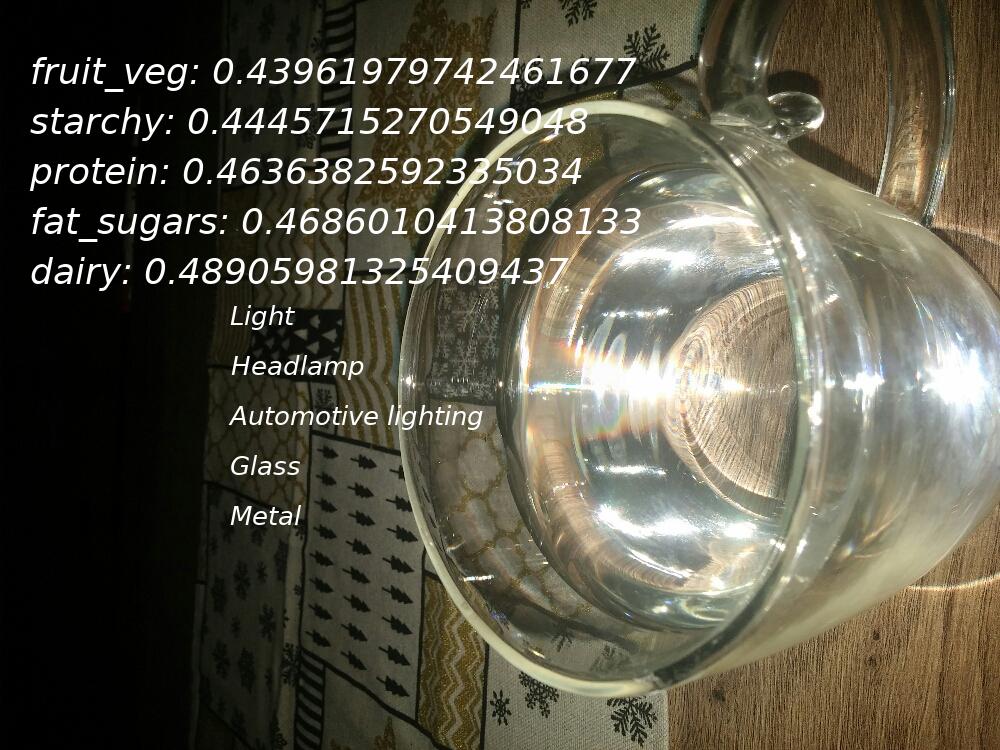 fruit_veg: 0.43961979742461677
starchy: 0.4445715270549048
protein: 0.4636382592335034
fat_sugars: 0.4686010413808133
dairy: 0.48905981325409437
Light
Headlamp
Automotive lighting
Glass
Metal